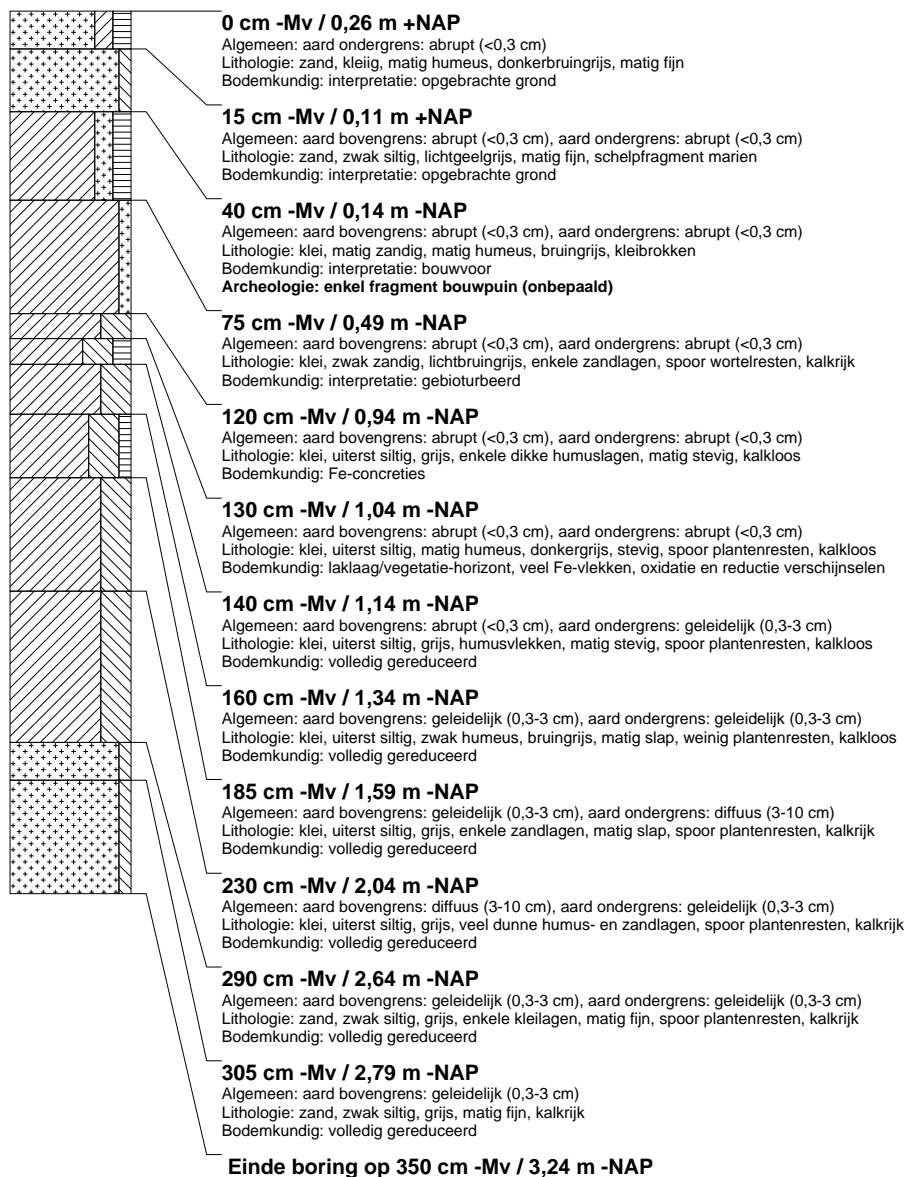 0 cm -Mv / 0,26 m +NAP
Algemeen: aard ondergrens: abrupt (<0,3 cm)
Lithologie: zand, kleiig, matig humeus, donkerbruingrijs, matig fijn
Bodemkundig: interpretatie: opgebrachte grond
15 cm -Mv / 0,11 m +NAP
Algemeen: aard bovengrens: abrupt (<0,3 cm), aard ondergrens: abrupt (<0,3 cm)
Lithologie: zand, zwak siltig, lichtgeelgrijs, matig fijn, schelpfragment marien
Bodemkundig: interpretatie: opgebrachte grond
40 cm -Mv / 0,14 m -NAP
Algemeen: aard bovengrens: abrupt (<0,3 cm), aard ondergrens: abrupt (<0,3 cm)
Lithologie: klei, matig zandig, matig humeus, bruingrijs, kleibrokken
Bodemkundig: interpretatie: bouwvoor
Archeologie: enkel fragment bouwpuin (onbepaald)
75 cm -Mv / 0,49 m -NAP
Algemeen: aard bovengrens: abrupt (<0,3 cm), aard ondergrens: abrupt (<0,3 cm)
Lithologie: klei, zwak zandig, lichtbruingrijs, enkele zandlagen, spoor wortelresten, kalkrijk
Bodemkundig: interpretatie: gebioturbeerd
120 cm -Mv / 0,94 m -NAP
Algemeen: aard bovengrens: abrupt (<0,3 cm), aard ondergrens: abrupt (<0,3 cm)
Lithologie: klei, uiterst siltig, grijs, enkele dikke humuslagen, matig stevig, kalkloos
Bodemkundig: Fe-concreties
130 cm -Mv / 1,04 m -NAP
Algemeen: aard bovengrens: abrupt (<0,3 cm), aard ondergrens: abrupt (<0,3 cm)
Lithologie: klei, uiterst siltig, matig humeus, donkergrijs, stevig, spoor plantenresten, kalkloos
Bodemkundig: laklaag/vegetatie-horizont, veel Fe-vlekken, oxidatie en reductie verschijnselen
140 cm -Mv / 1,14 m -NAP
Algemeen: aard bovengrens: abrupt (<0,3 cm), aard ondergrens: geleidelijk (0,3-3 cm)
Lithologie: klei, uiterst siltig, grijs, humusvlekken, matig stevig, spoor plantenresten, kalkloos
Bodemkundig: volledig gereduceerd
160 cm -Mv / 1,34 m -NAP
Algemeen: aard bovengrens: geleidelijk (0,3-3 cm), aard ondergrens: geleidelijk (0,3-3 cm)
Lithologie: klei, uiterst siltig, zwak humeus, bruingrijs, matig slap, weinig plantenresten, kalkloos
Bodemkundig: volledig gereduceerd
185 cm -Mv / 1,59 m -NAP
Algemeen: aard bovengrens: geleidelijk (0,3-3 cm), aard ondergrens: diffuus (3-10 cm)
Lithologie: klei, uiterst siltig, grijs, enkele zandlagen, matig slap, spoor plantenresten, kalkrijk
Bodemkundig: volledig gereduceerd
230 cm -Mv / 2,04 m -NAP
Algemeen: aard bovengrens: diffuus (3-10 cm), aard ondergrens: geleidelijk (0,3-3 cm)
Lithologie: klei, uiterst siltig, grijs, veel dunne humus- en zandlagen, spoor plantenresten, kalkrijk
Bodemkundig: volledig gereduceerd
290 cm -Mv / 2,64 m -NAP
Algemeen: aard bovengrens: geleidelijk (0,3-3 cm), aard ondergrens: geleidelijk (0,3-3 cm)
Lithologie: zand, zwak siltig, grijs, enkele kleilagen, matig fijn, spoor plantenresten, kalkrijk
Bodemkundig: volledig gereduceerd
305 cm -Mv / 2,79 m -NAP
Algemeen: aard bovengrens: geleidelijk (0,3-3 cm)
Lithologie: zand, zwak siltig, grijs, matig fijn, kalkrijk
Bodemkundig: volledig gereduceerd
Einde boring op 350 cm -Mv / 3,24 m -NAP